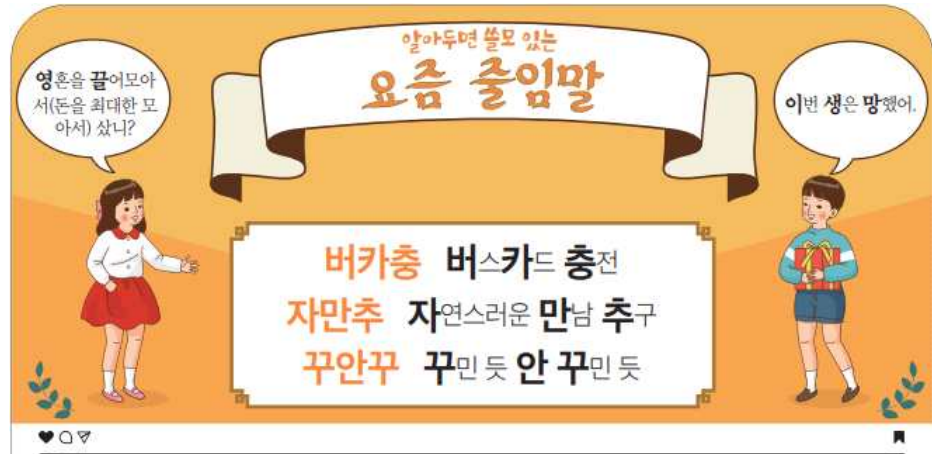 알아두면 쓸모 있는
요즘 줄임말
영혼을 끌어모아
서(돈을 최대한 모
아서) 샀니?
이번 생은 망했어.
버카충 버스카드 충전
자만추 자연스러운 만남 추구
꾸안꾸 꾸민 듯 안 꾸민 듯